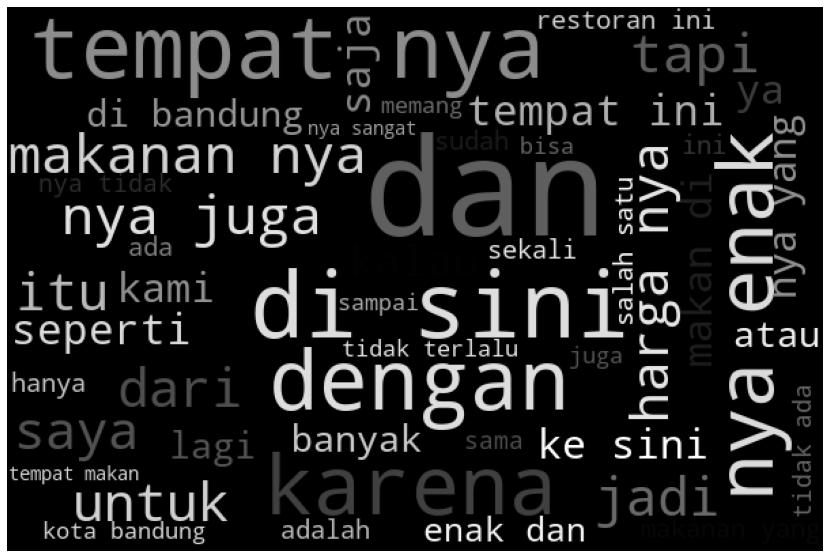 restoran ini
tempat nya
saja
tapi
ya
di bandung
memang
tempat ini
nya sangat
sudah
bisa
ini
makanan nya
dan
nya tidak
nya juga
ada
sekali
salah satu
harga nya
makan di
nya enak
nya yang
itu
kami
di sini
sampai
seperti
tidak terlalu
juga
atau
hanya
dari
dengan
saya
lagi
banyak
sama
ke sini
tidak ada
tempat makan
untuk
karena
jadi
kota bandung
adalah
enak dan
makanan yang